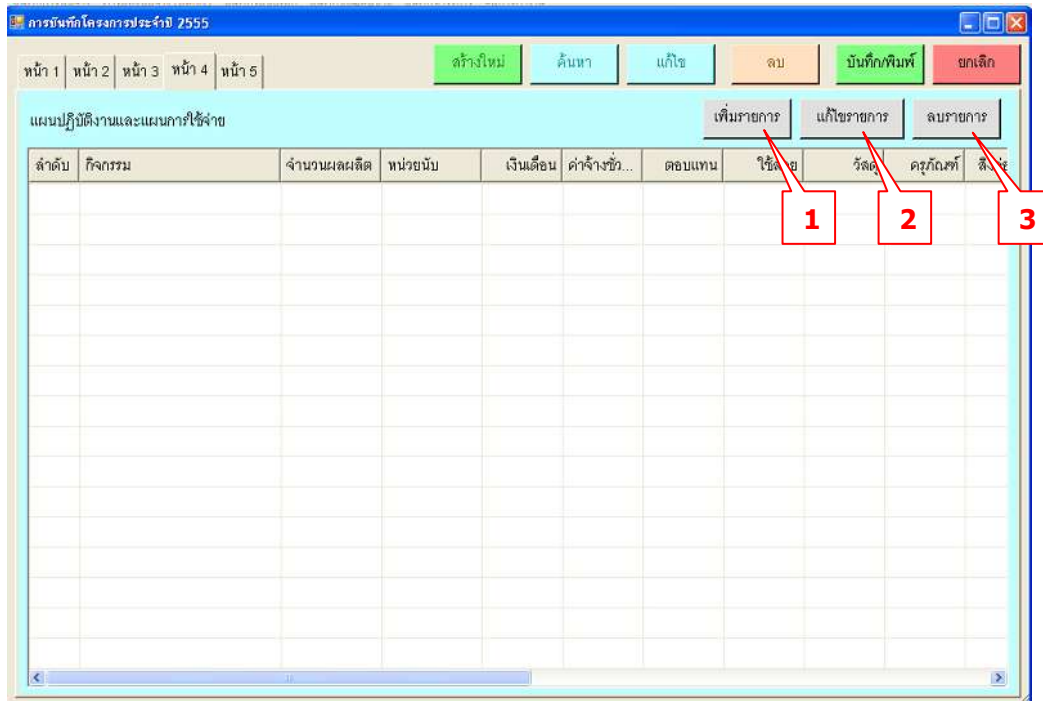 การบันทึกโครงการประจำปี 2555
หน้า 1 หน้า 2 หน้า 3 หน้า 4 หน้า 5 สร้างใหม่ ค้นหา แก้ไข ลบ บันทึก/พิมพ์ ยกเลิก
แผนปฏิบัติงานและแผนการใช้จ่าย เพิ่มรายการ แก้ไขรายการ ลบรายการ
ลำดับ กิจกรรม จำนวนผลผลิต หน่วยนับ เงินเดือน ค่าจ้างชั่ว... ตอบแทน ใช้สอย วัสดุ ครุภัณฑ์
1 2 3